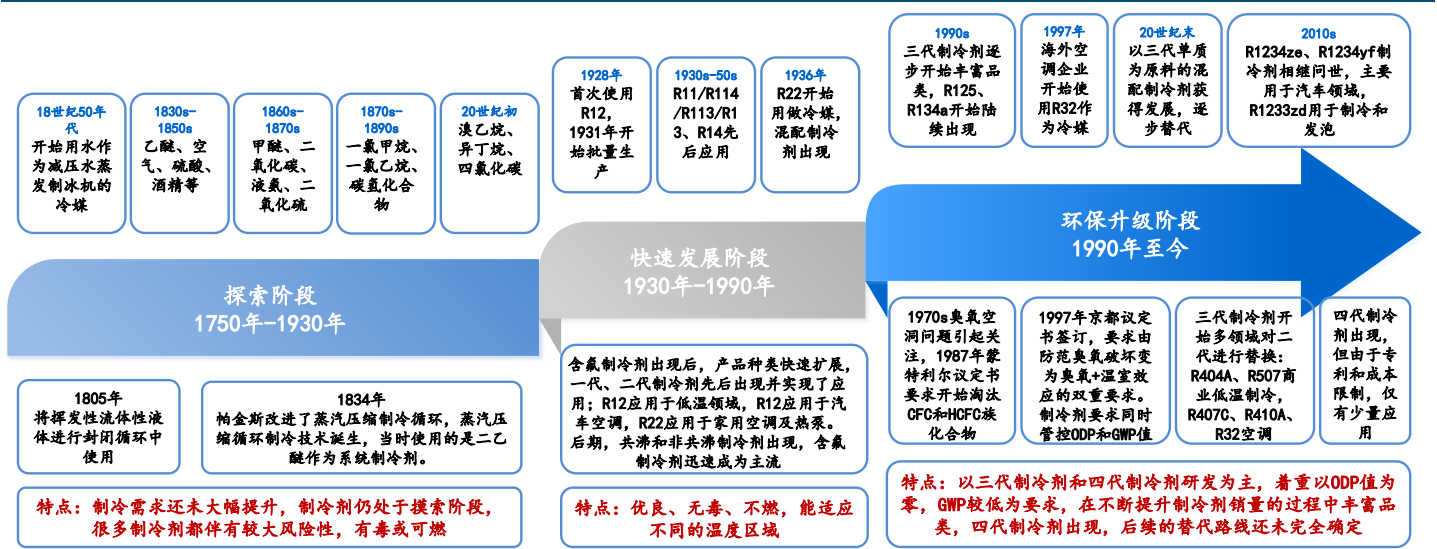 18世纪50年
代
开始用水作
为减压水蒸
发制冰机的
冷媒
1830s-
1850s
乙醚、空
气、硫酸、
酒精等
1860s-
1870s
甲醚、二
氧化碳、
液氨、二
氧化硫
1870s-
1890s
一氯甲烷、
一氯乙烷、
碳氢化合
物
20世纪初
溴乙烷、
异丁烷、
四氯化碳
1928年
首次使用
R12，
1931年开
始批量生
产
1930s-50s
R11/R114
/R113/R1
3、R14先
后应用
1936年
R22开始
用做冷媒，
混配制冷
剂出现
1990s
三代制冷剂逐
步开始丰富品
类，R125、
R134a开始陆
续出现
1997年
海外空
调企业
开始使
用R32作
为冷媒
20世纪末
以三代单质
为原料的混
配制冷剂获
得发展，逐
步替代
2010s
R1234ze、R1234yf制
冷剂相继问世，主要
用于汽车领域，
R1233zd用于制冷和
发泡
探索阶段
1750年-1930年
快速发展阶段
1930年-1990年
环保升级阶段
1990年至今
1805年
将挥发性流体性液
体进行封闭循环中
使用
1834年
帕金斯改进了蒸汽压缩制冷循环，蒸汽压
缩循环制冷技术诞生，当时使用的是二乙
醚作为系统制冷剂。
含氟制冷剂出现后，产品种类快速扩展，
一代、二代制冷剂先后出现并实现了应
用；R12应用于低温领域，R12应用于汽
车空调，R22应用于家用空调及热泵。
后期，共沸和非共沸制冷剂出现，含氟
制冷剂迅速成为主流
1970s臭氧空
洞问题引起关
注，1987年蒙
特利尔议定书
要求开始淘汰
CFC和HCFC族
化合物
1997年京都议定
书签订，要求由
防范臭氧破坏变
为臭氧+温室效
应的双重要求。
制冷剂要求同时
管控ODP和GWP值
三代制冷剂开
始多领域对二
代进行替换：
R404A、R507商
业低温制冷，
R407C、R410A、
R32空调
四代制冷
剂出现，
但由于专
利和成本
限制，仅
有少量应
用
特点：制冷需求还未大幅提升，制冷剂仍处于摸索阶段，
很多制冷剂都伴有较大风险性，有毒或可燃
特点：优良、无毒、不燃，能适应
不同的温度区域
特点：以三代制冷剂和四代制冷剂研发为主，着重以ODP值为
零，GWP较低为要求，在不断提升制冷剂销量的过程中丰富品
类，四代制冷剂出现，后续的替代路线还未完全确定